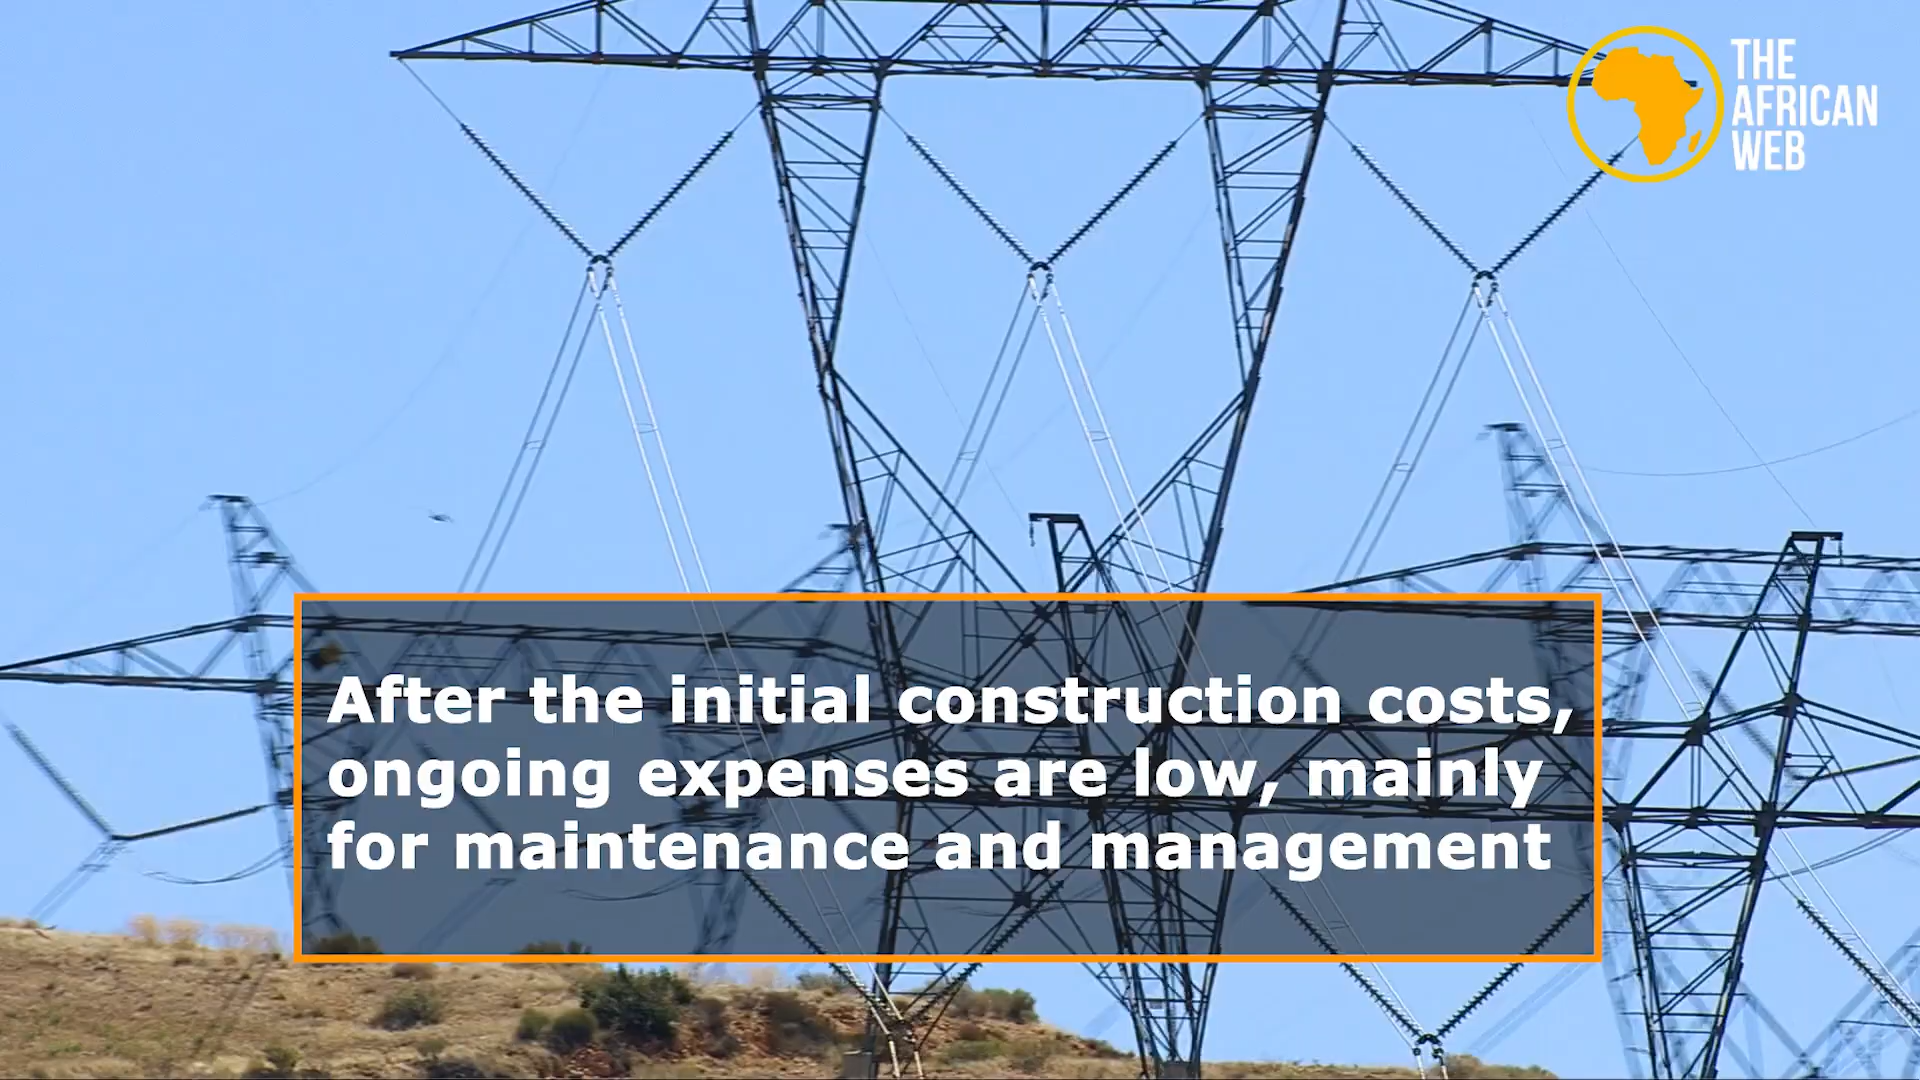 THE
AFRICAN
WEB
After the initial construction costs,
ongoing expenses are low, mainly
for maintenance and management